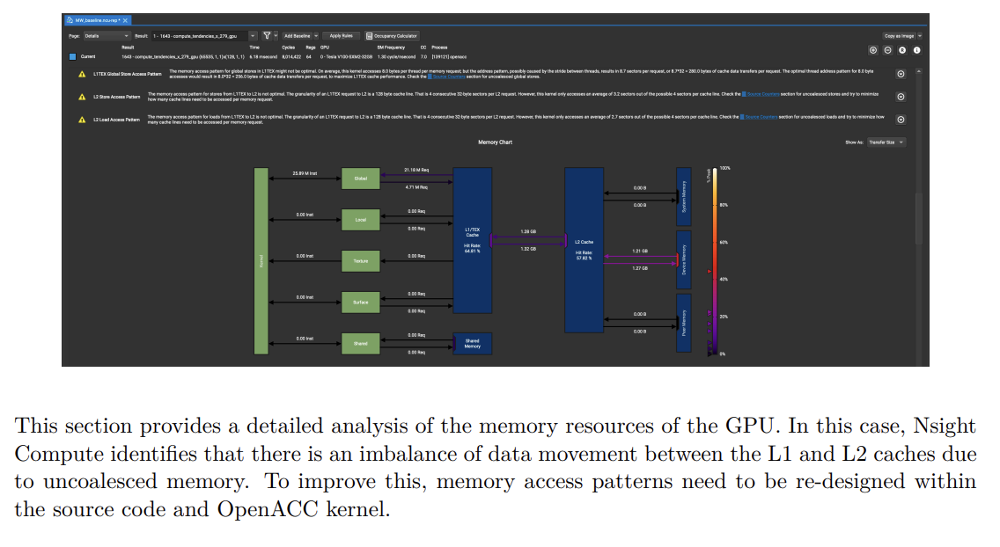 MW_baseline.ncu-rep *
Page: Details Result: 1 - 1643 - compute_tendencies_x_279_gpu Add Baseline Apply Rules Occupancy Calculator Copy as Image
Result Time Cycles Regs GPU SM Frequency CC Process
Current 1643 - compute_tendencies_x_279_gpu (65535, 1, 1)x(128, 1, 1) 6.18 msecond 8,014,422 64 0 - Tesla V100-SXM2-32GB 1.30 cycle/nsecond 7.0 [139121] openacc
L1TEX Global Store Access Pattern The memory access pattern for global stores in L1TEX might not be optimal. On average, this kernel accesses 8.0 bytes per thread per memory request; but the address pattern, possibly caused by the stride between threads, results in 8.7 sectors per request, or 8.7*32 = 280.0 bytes of cache data transfers per request. The optimal thread address pattern for 8.0 byte
accesses would result in 8.0*32 = 256.0 bytes of cache data transfers per request, to maximize L1TEX cache performance. Check the Source Counters section for uncoalesced global stores.
L2 Store Access Pattern The memory access pattern for stores from L1TEX to L2 is not optimal. The granularity of an L1TEX request to L2 is a 128 byte cache line. That is 4 consecutive 32-byte sectors per L2 request. However, this kernel only accesses an average of 3.2 sectors out of the possible 4 sectors per cache line. Check the Source Counters section for uncoalesced stores and try to minimize
how many cache lines need to be accessed per memory request.
L2 Load Access Pattern The memory access pattern for loads from L1TEX to L2 is not optimal. The granularity of an L1TEX request to L2 is a 128 byte cache line. That is 4 consecutive 32-byte sectors per L2 request. However, this kernel only accesses an average of 2.7 sectors out of the possible 4 sectors per cache line. Check the Source Counters section for uncoalesced loads and try to minimize how
many cache lines need to be accessed per memory request.
Memory Chart
Show As: Transfer Size
Kernel
25.89 M Inst
Global
21.18 M Req
4.71 M Req
0.00 Inst
Local
0.00 Req
0.00 Req
0.00 Inst
Texture
0.00 Req
0.00 Inst
Surface
0.00 Req
0.00 Req
0.00 Inst
Shared
0.00 Req
0.00 Req
L1/TEX
Cache
Hit Rate:
64.81 %
Shared
Memory
1.28 GB
1.32 GB
L2 Cache
Hit Rate:
57.82 %
0.00 B
0.00 B
System Memory
1.21 GB
1.27 GB
Device Memory
0.00 B
0.00 B
Peer Memory
% Peak
100%
80%
60%
40%
20%
0%
This section provides a detailed analysis of the memory resources of the GPU. In this case, Nsight
Compute identifies that there is an imbalance of data movement between the L1 and L2 caches due
to uncoalesced memory. To improve this, memory access patterns need to be re-designed within
the source code and OpenACC kernel.